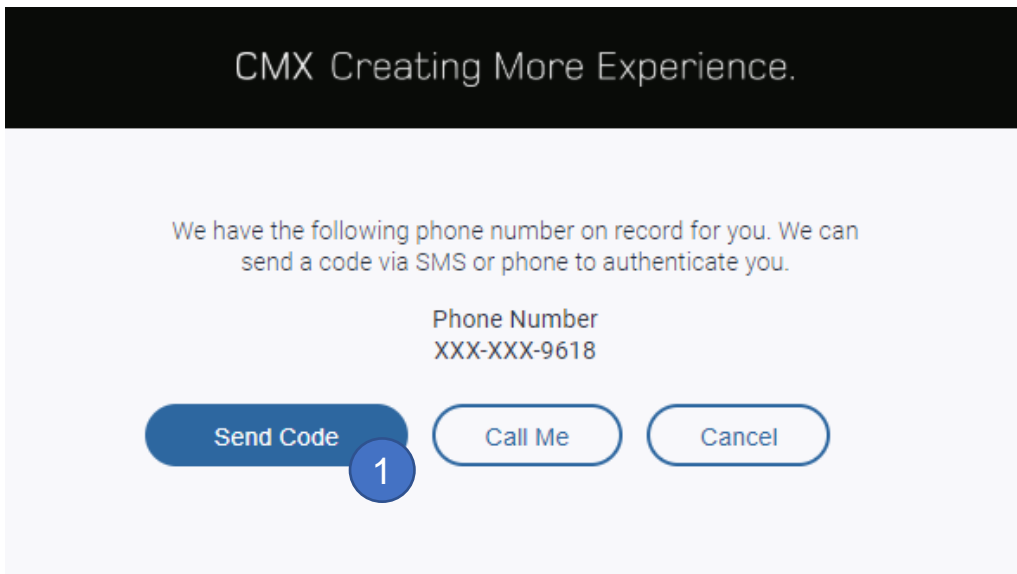 CMX Creating More Experience.
We have the following phone number on record for you. We can
send a code via SMS or phone to authenticate you.
Phone Number
XXX-XXX-9618
Send Code
Call Me
Cancel
1